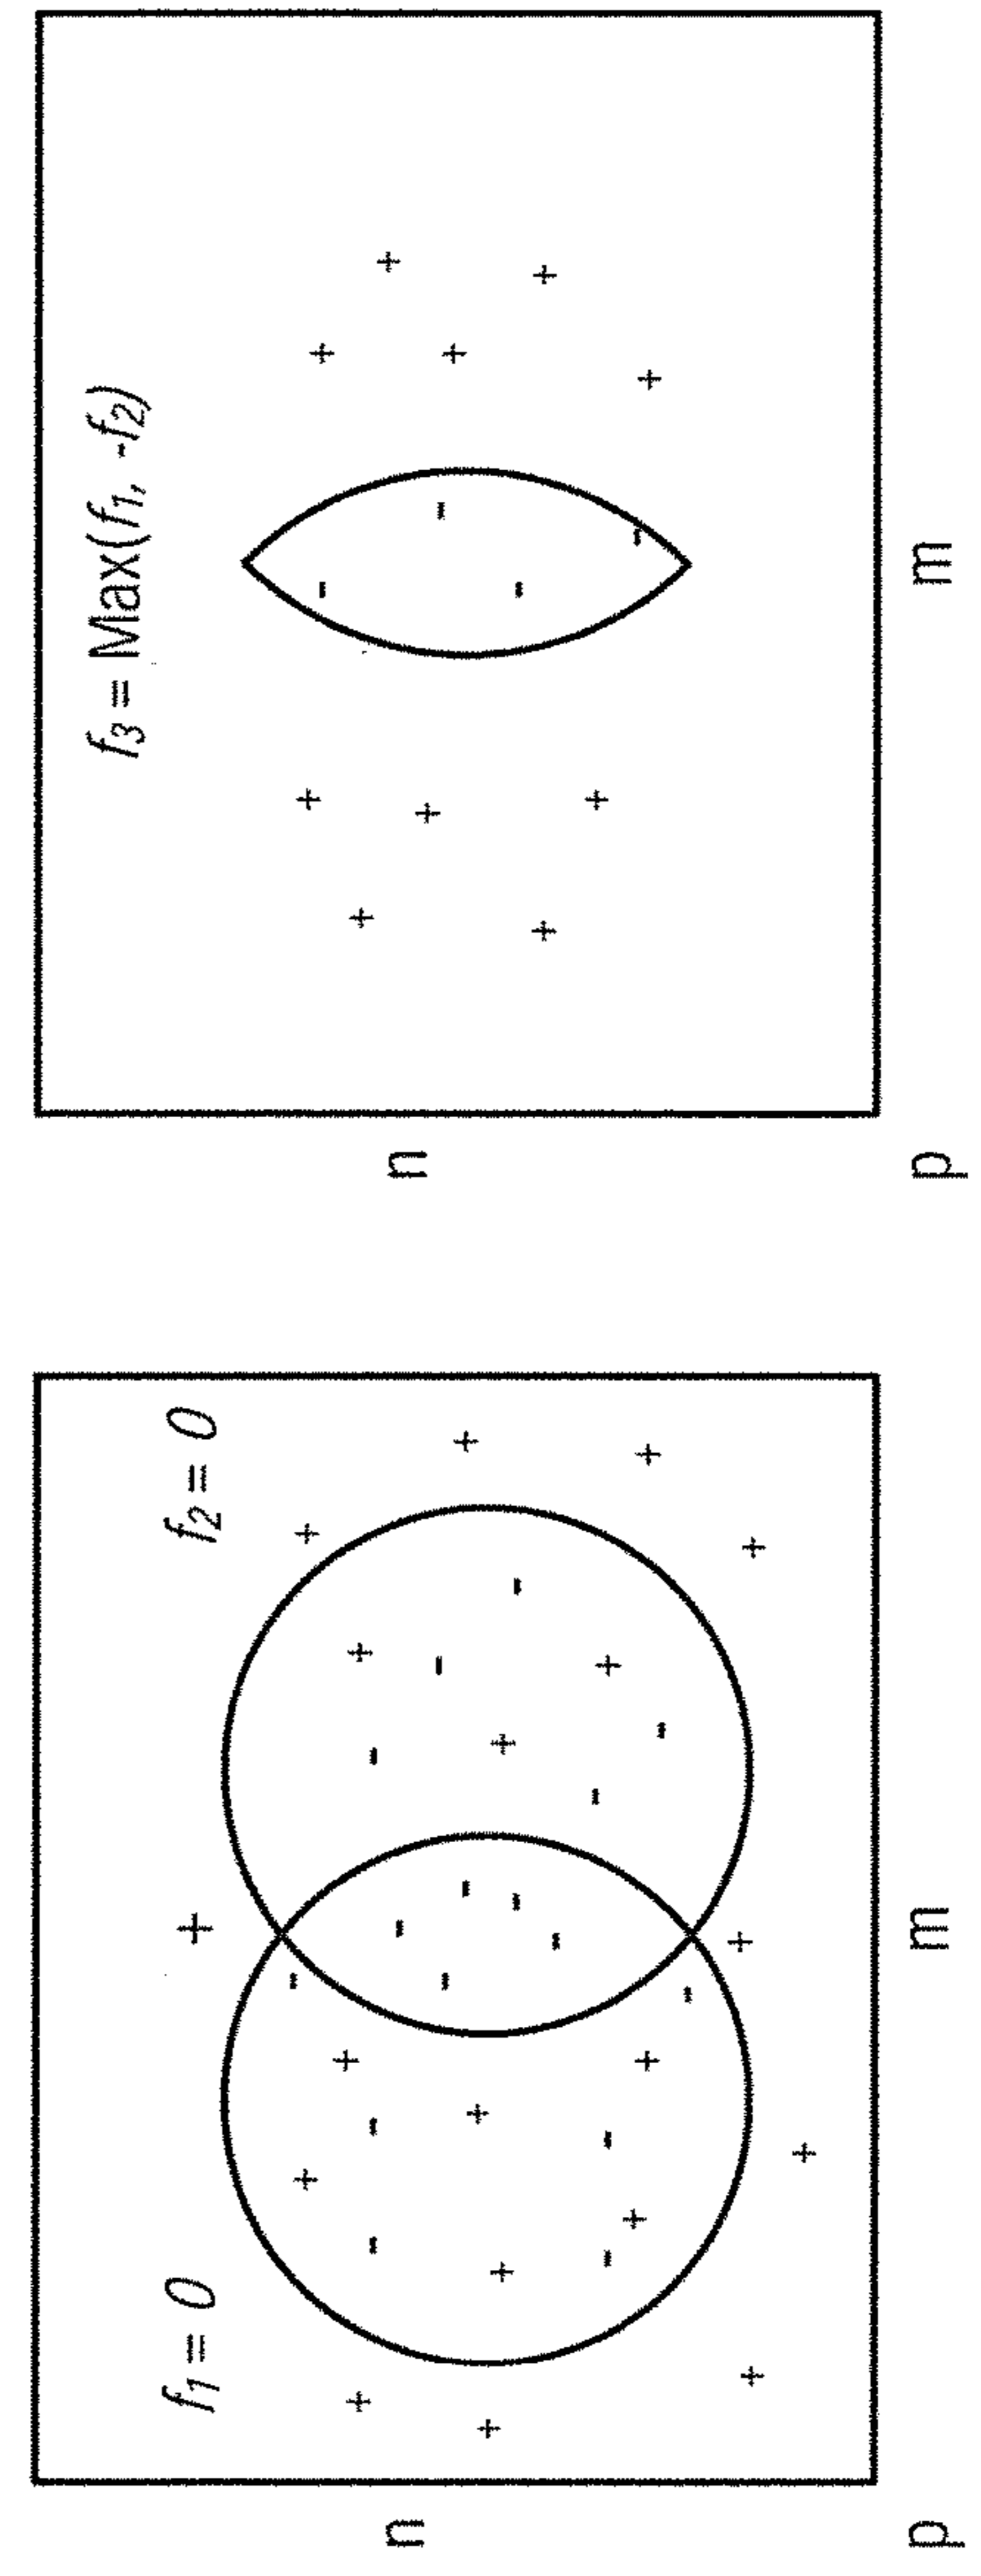 f₁ = 0
f₂ = 0
n
p
m
f₃ = Max(f₁, -f₂)
n
p
m